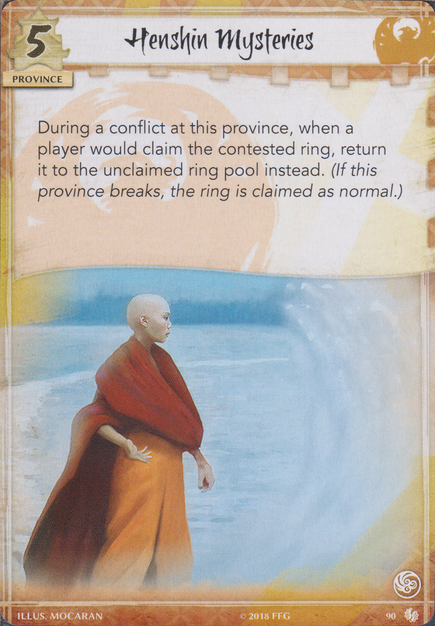 5
Henshin Mysteries
PROVINCE
During a conflict at this province, when a
player would claim the contested ring, return
it to the unclaimed ring pool instead. (If this
province breaks, the ring is claimed as normal.)
ILLUS. MOCARAN
© 2018 FFG
90